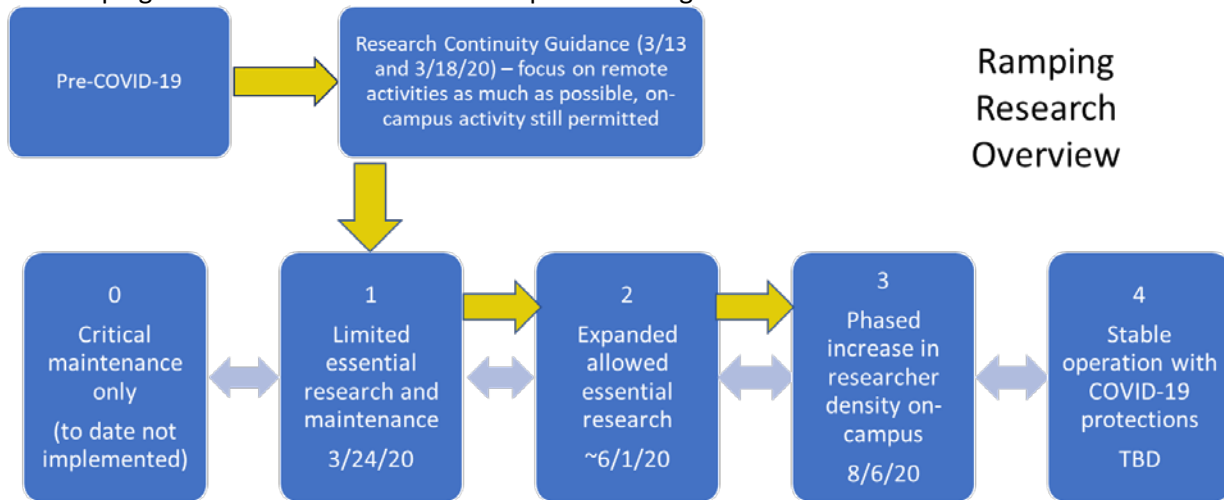 Pre-COVID-19
Research Continuity Guidance (3/13
and 3/18/20) – focus on remote
activities as much as possible, on-
campus activity still permitted
Ramping
Research
Overview
0
Critical
maintenance
only
(to date not
implemented)
1
Limited
essential
research and
maintenance
3/24/20
2
Expanded
allowed
essential
research
~6/1/20
3
Phased
increase in
researcher
density on-
campus
8/6/20
4
Stable
operation with
COVID-19
protections
TBD